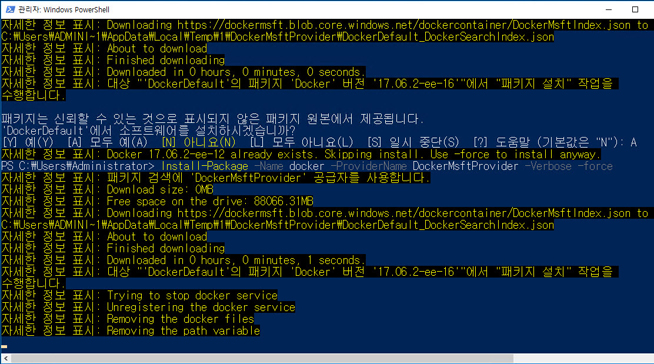 관리자: Windows PowerShell
자세한 정보 표시: Downloading https://dockermsft.blob.core.windows.net/dockercontainer/DockerMsftIndex.json to
C:\Users\ADMINI~1\AppData\Local\Temp\1\DockerMsftProvider\DockerDefault_DockerSearchIndex.json
자세한 정보 표시: About to download
자세한 정보 표시: Finished downloading
자세한 정보 표시: Downloaded in 0 hours, 0 minutes, 0 seconds.
자세한 정보 표시: 대상 "'DockerDefault'의 패키지 'Docker' 버전 '17.06.2-ee-16'"에서 "패키지 설치" 작업을
수행합니다.
패키지는 신뢰할 수 있는 것으로 표시되지 않은 패키지 원본에서 제공됩니다.
'DockerDefault'에서 소프트웨어를 설치하시겠습니까?
[Y] 예(Y)  [A] 모두 예(A)  [N] 아니요(N)  [L] 모두 아니요(L)  [S] 일시 중단(S)  [?] 도움말 (기본값은 "N"): A
자세한 정보 표시: Docker 17.06.2-ee-12 already exists. Skipping install. Use -force to install anyway.
PS C:\Users\Administrator> Install-Package -Name docker -ProviderName DockerMsftProvider -Verbose -force
자세한 정보 표시: 패키지 검색에 'DockerMsftProvider' 공급자를 사용합니다.
자세한 정보 표시: Download size: 0MB
자세한 정보 표시: Free space on the drive: 88066.31MB
자세한 정보 표시: Downloading https://dockermsft.blob.core.windows.net/dockercontainer/DockerMsftIndex.json to
C:\Users\ADMINI~1\AppData\Local\Temp\1\DockerMsftProvider\DockerDefault_DockerSearchIndex.json
자세한 정보 표시: About to download
자세한 정보 표시: Finished downloading
자세한 정보 표시: Downloaded in 0 hours, 0 minutes, 1 seconds.
자세한 정보 표시: 대상 "'DockerDefault'의 패키지 'Docker' 버전 '17.06.2-ee-16'"에서 "패키지 설치" 작업을
수행합니다.
자세한 정보 표시: Trying to stop docker service
자세한 정보 표시: Unregistering the docker service
자세한 정보 표시: Removing the docker files
자세한 정보 표시: Removing the path variable